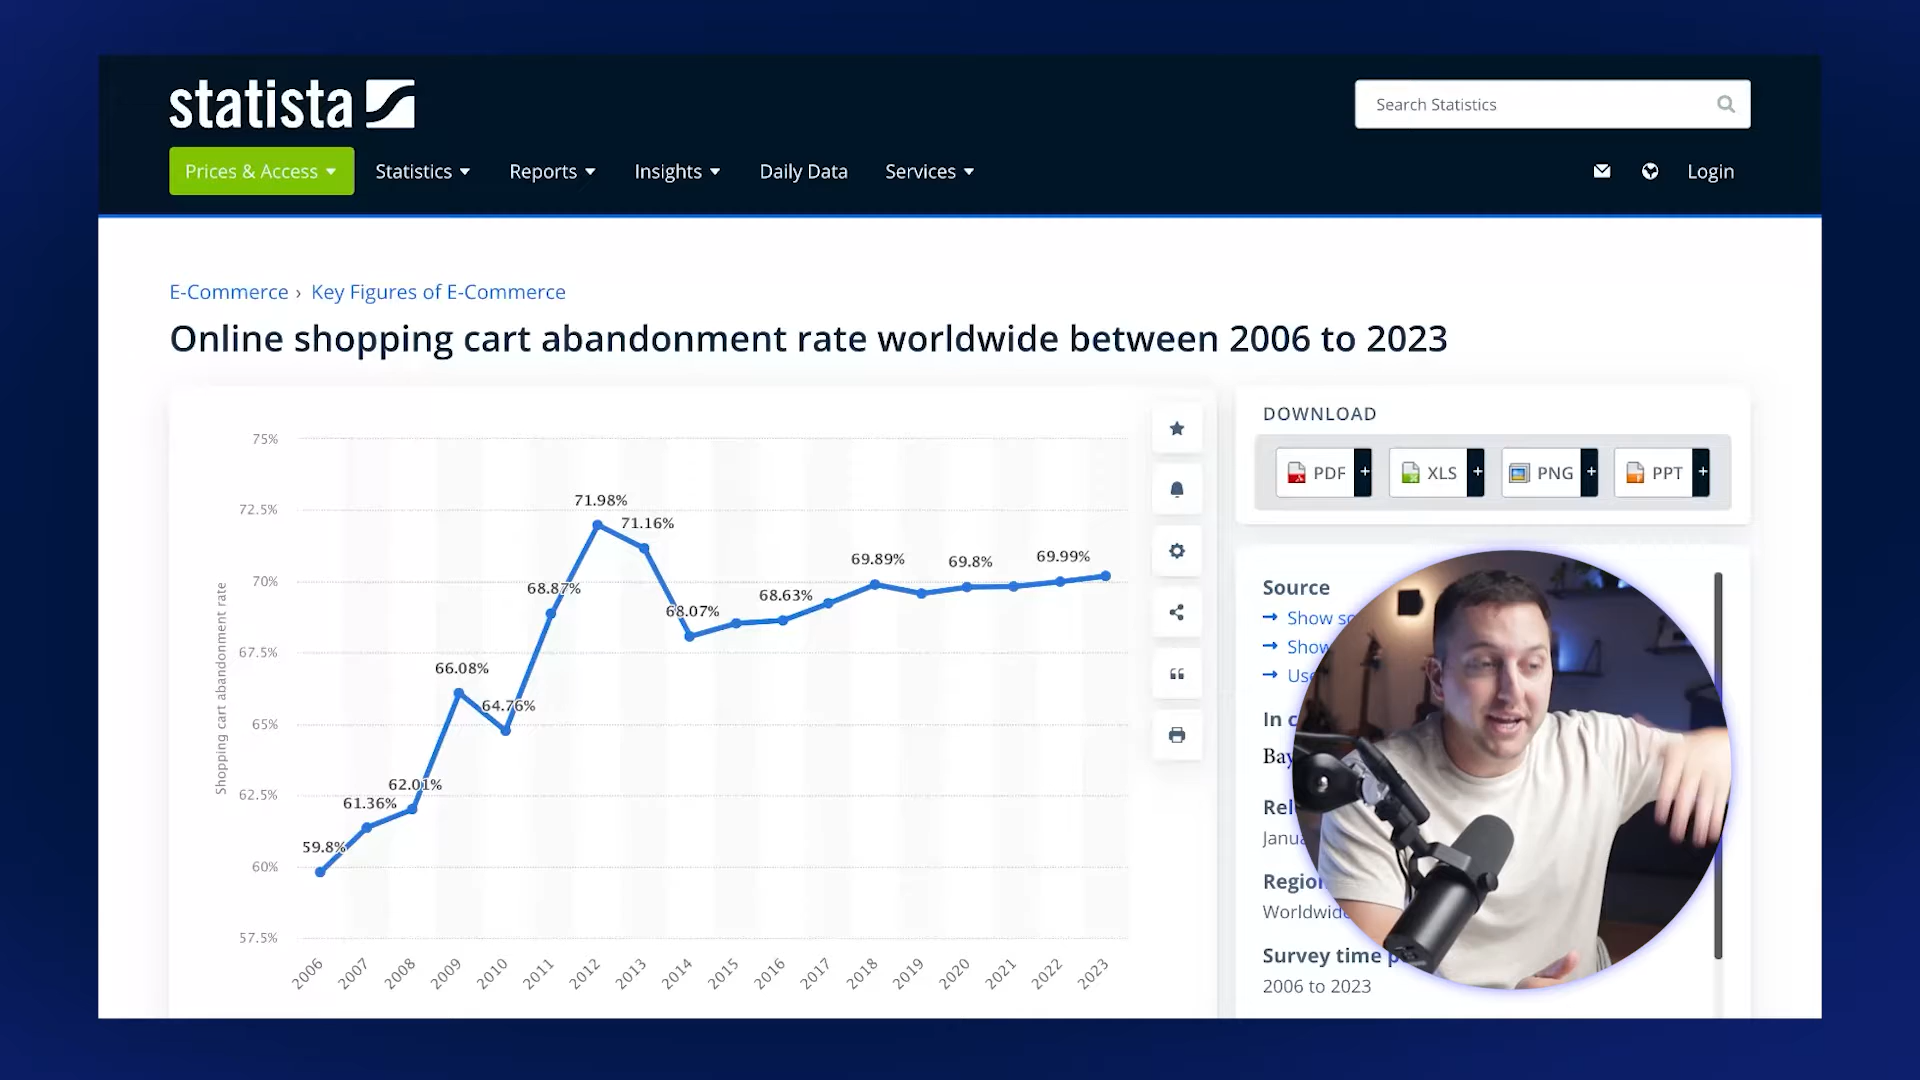 statista
Search Statistics
Prices & Access
Statistics
Reports
Insights
Daily Data
Services
Login
E-Commerce › Key Figures of E-Commerce
Online shopping cart abandonment rate worldwide between 2006 to 2023
DOWNLOAD
PDF +
XLS +
PNG +
PPT +
Shopping cart abandonment rate
75%
72.5%
70%
67.5%
65%
62.5%
60%
57.5%
59.8%
61.36%
62.01%
66.08%
64.76%
68.87%
71.98%
71.16%
68.07%
68.63%
69.89%
69.8%
69.99%
2006
2007
2008
2009
2010
2011
2012
2013
2014
2015
2016
2017
2018
2019
2020
2021
2022
2023
Source
Show
Show
In
Worldwide
Survey time
2006 to 2023